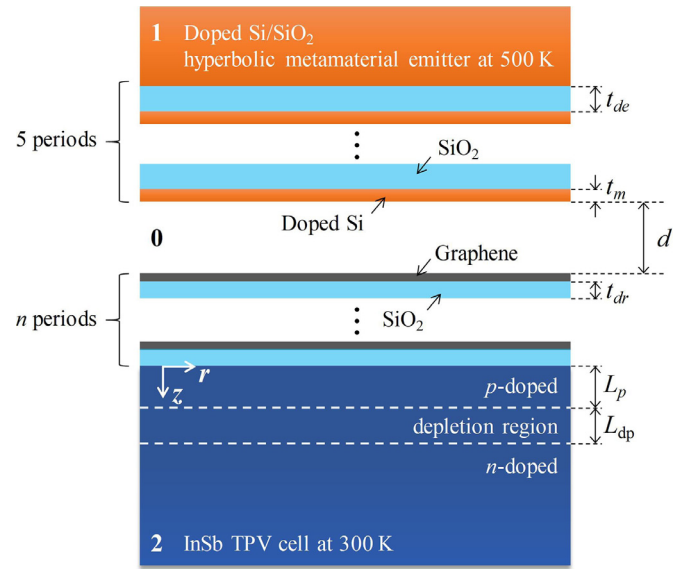 1 Doped Si/SiO₂
hyperbolic metamaterial emitter at 500 K
t_de
5 periods
SiO₂
t_m
Doped Si
0
d
Graphene
t_dr
n periods
SiO₂
r
z
p-doped
L_p
depletion region
L_dp
n-doped
2 InSb TPV cell at 300 K